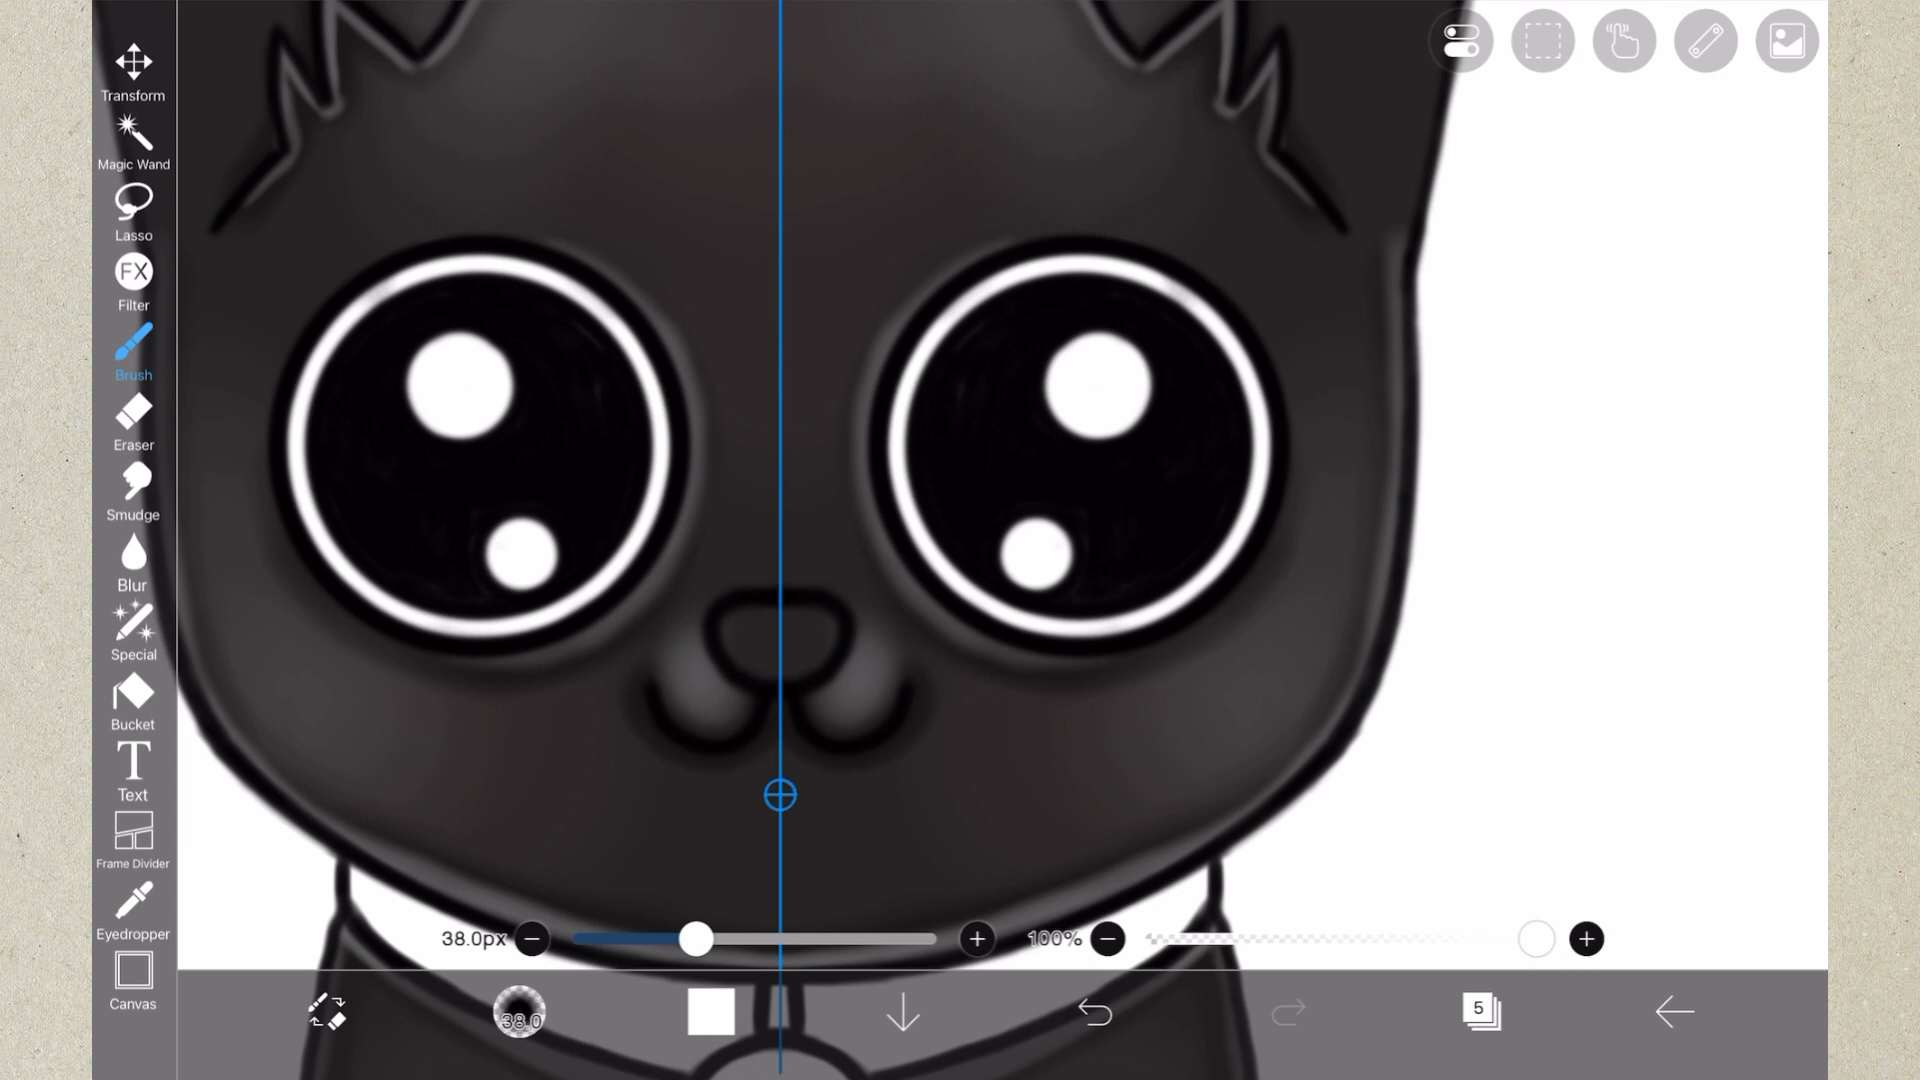 Transform
Magic Wand
Lasso
FX
Filter
Brush
Eraser
Smudge
Blur
Special
Bucket
T
Text
Frame Divider
Eyedropper
Canvas
38.0px
100%
38.0
5